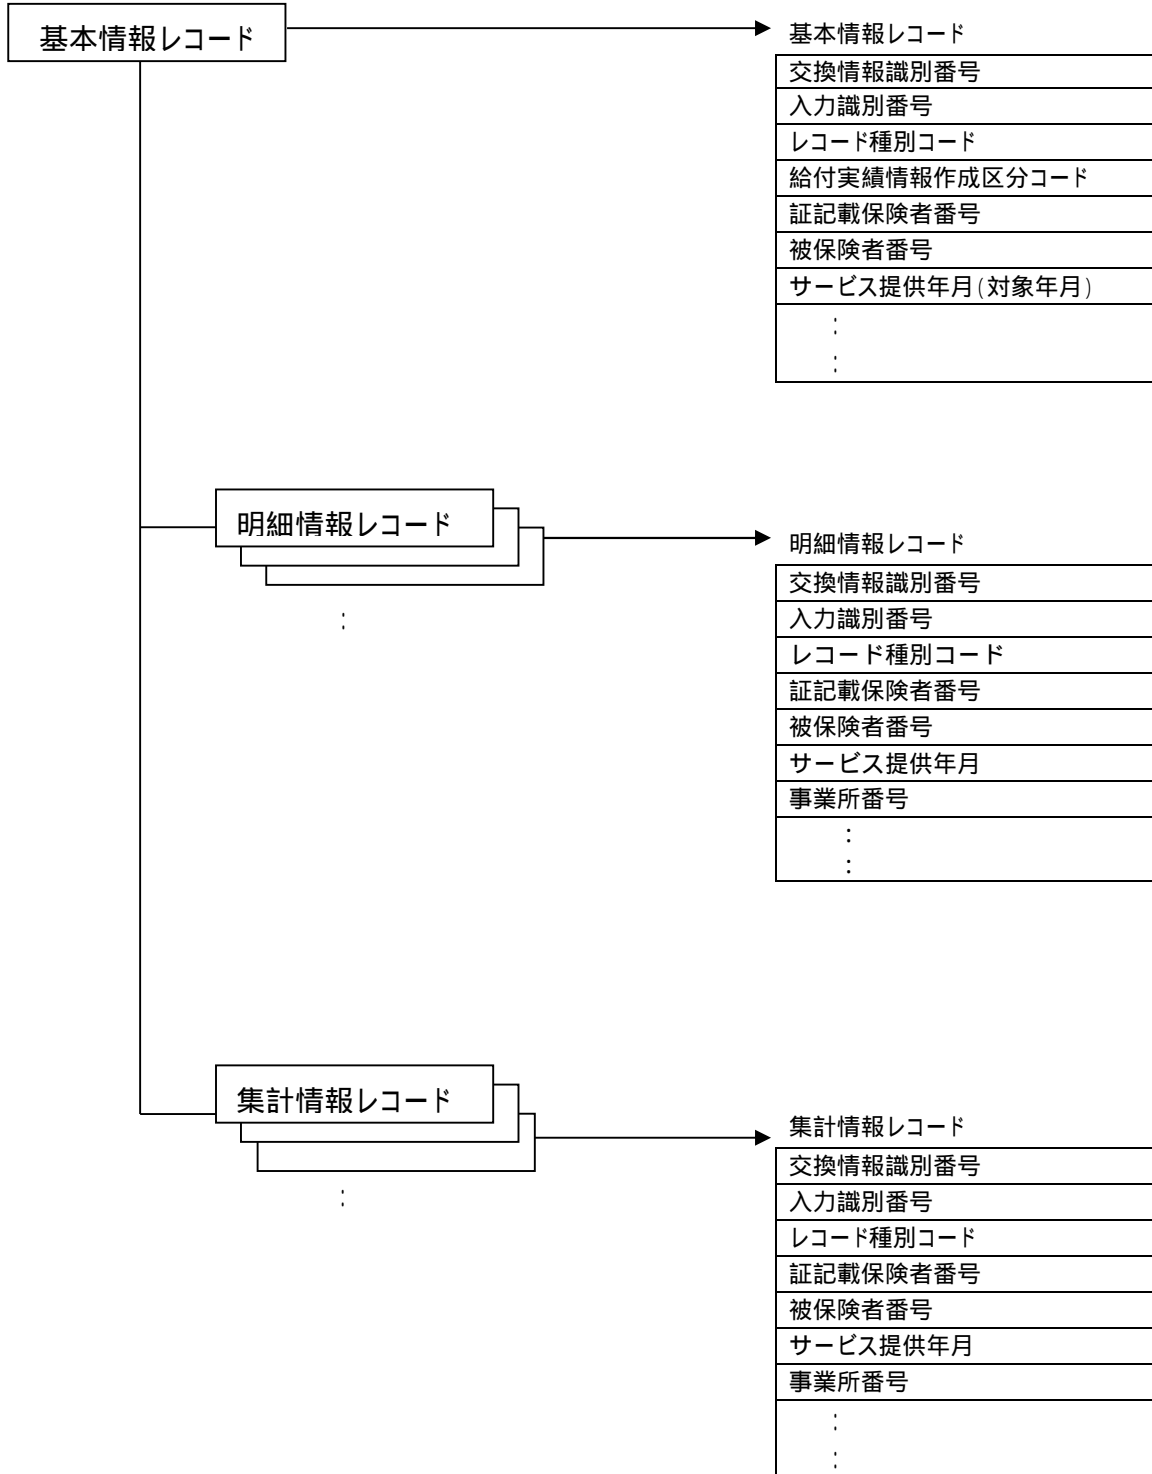 基本情報レコード
基本情報レコード
交換情報識別番号
入力識別番号
レコード種別コード
給付実績情報作成区分コード
証記載保険者番号
被保険者番号
サービス提供年月(対象年月)
:
:
明細情報レコード
:
明細情報レコード
交換情報識別番号
入力識別番号
レコード種別コード
証記載保険者番号
被保険者番号
サービス提供年月
事業所番号
:
:
集計情報レコード
:
集計情報レコード
交換情報識別番号
入力識別番号
レコード種別コード
証記載保険者番号
被保険者番号
サービス提供年月
事業所番号
:
: